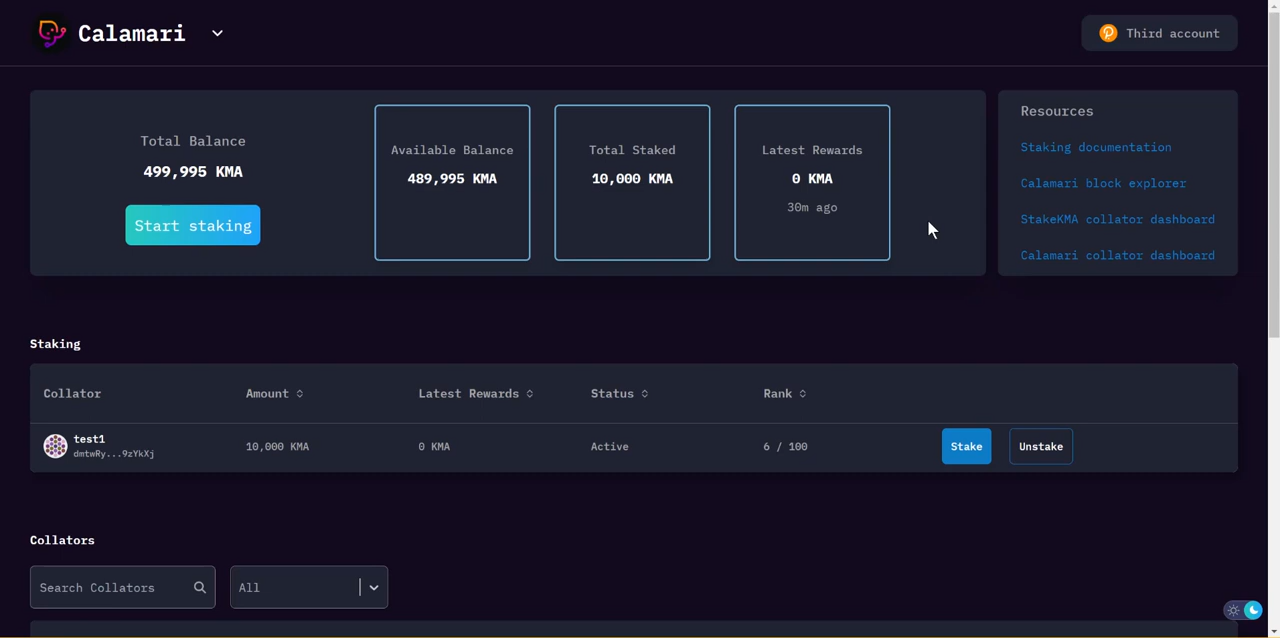 Calamari
Third account
Total Balance
499,995 KMA
Start staking
Available Balance
489,995 KMA
Total Staked
10,000 KMA
Latest Rewards
0 KMA
30m ago
Resources
Staking documentation
Calamari block explorer
StakeKMA collator dashboard
Calamari collator dashboard
Staking
Collator Amount Latest Rewards Status Rank
test1
dmtwRy...9zYkXj
10,000 KMA 0 KMA Active 6 / 100 Stake Unstake
Collators
Search Collators All